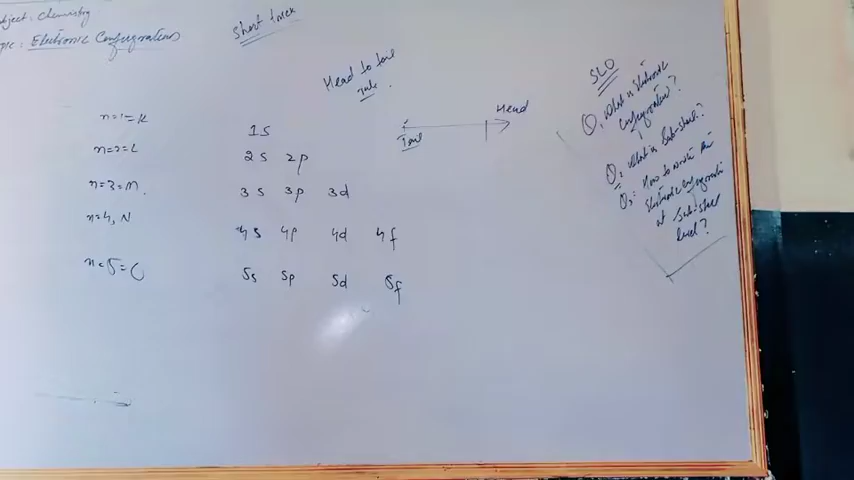 bject: Chemistry
pic: Electronic Configuration
Short trick
Head to tail
rule
n=1=K
n=2=L
n=3=M
n=4, N
n=5=O
1s
2s 2p
3s 3p 3d
4s 4p 4d 4f
5s 5p 5d 5f
Tail
Head
SLO
Q1 What is electronic
configuration?
Q2 What is Sub-shell?
Q3: How to write the
electronic configuration
at Sub-shell
level?